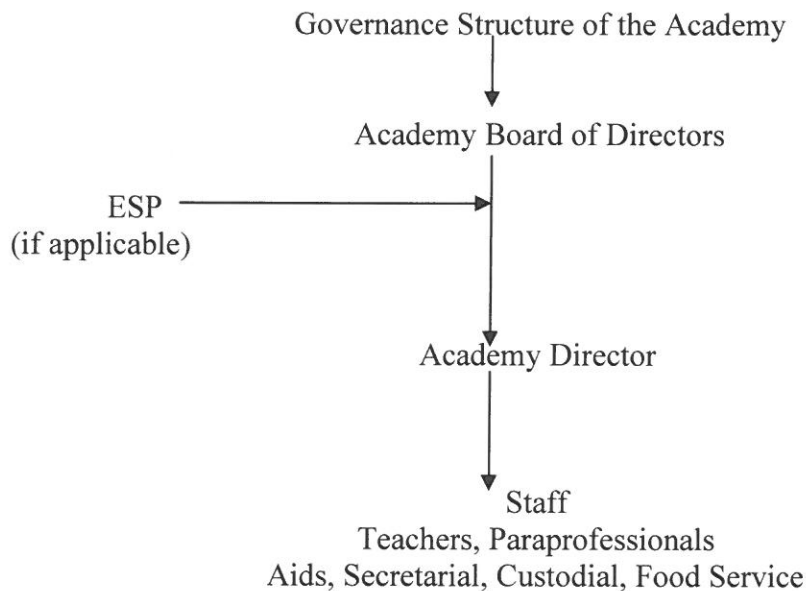 Governance Structure of the Academy
Academy Board of Directors
ESP
(if applicable)
Academy Director
Staff
Teachers, Paraprofessionals
Aids, Secretarial, Custodial, Food Service